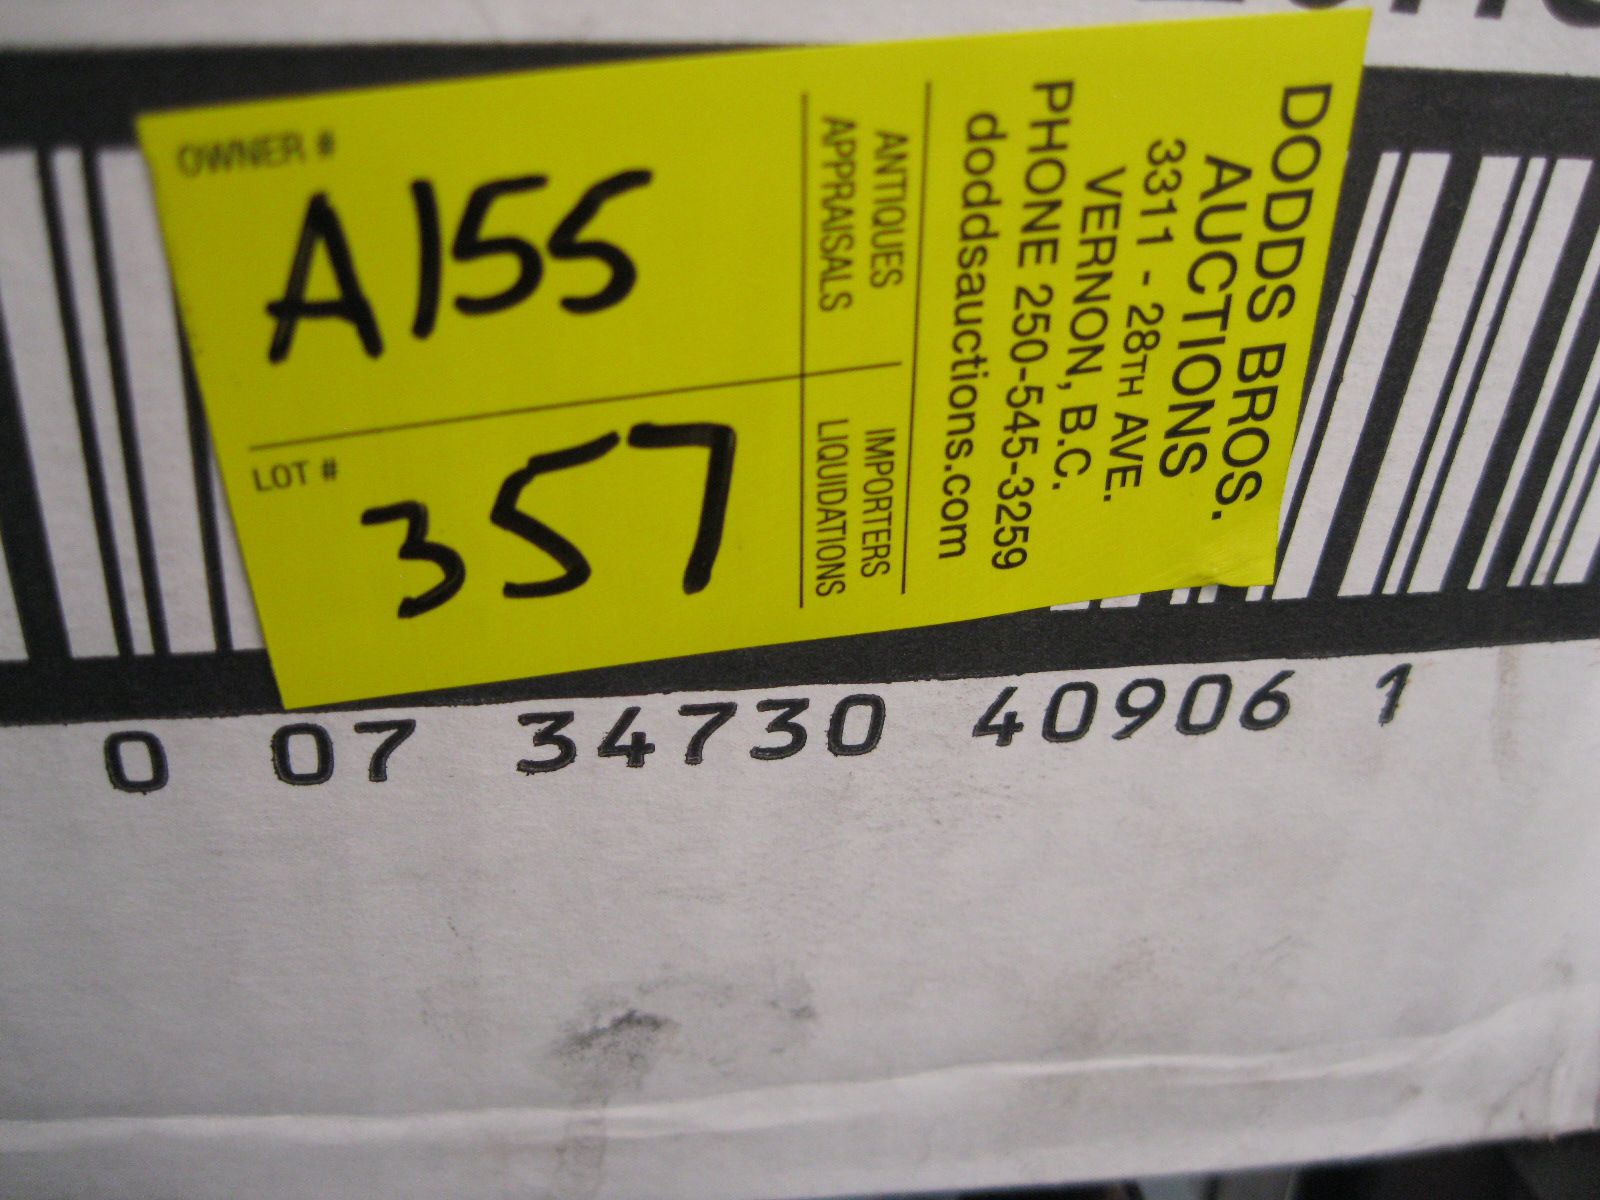 OWNER #
A155
LOT #
357
ANTIQUES
APPRAISALS
IMPORTERS
LIQUIDATIONS
DODDS BROS.
AUCTIONS
3311 - 28TH AVE.
VERNON, B.C.
PHONE 250-545-3259
doddsauctions.com
0 07 34730 40906 1